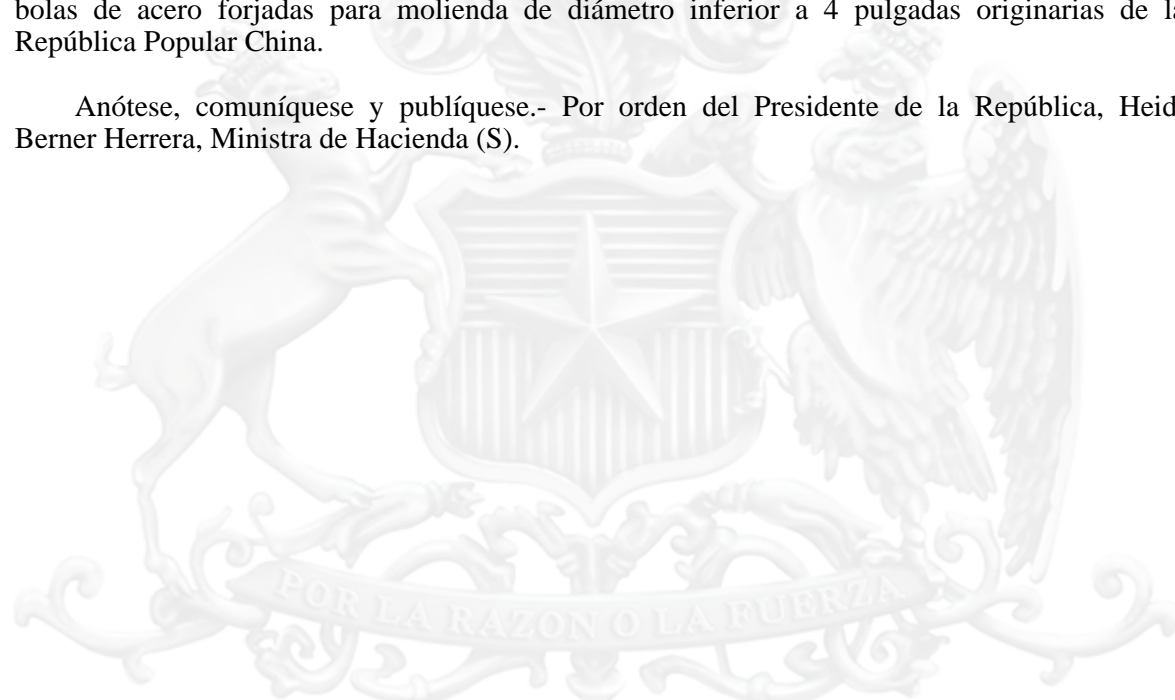 bolas de acero forjadas para molienda de diámetro inferior a 4 pulgadas originarias de
República Popular China.
Anótese, comuníquese y publíquese.- Por orden del Presidente de la República,
Berner Herrera, Ministra de Hacienda (S).
POR LA RAZON O LA FUERZA